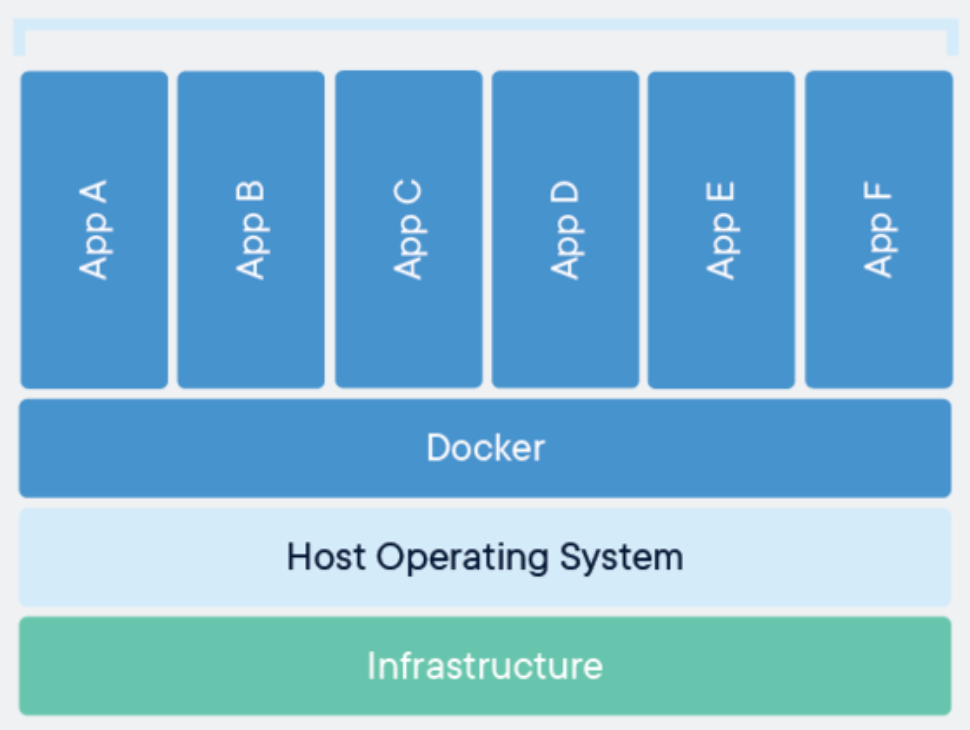 App A
App B
App C
App D
App E
App F
Docker
Host Operating System
Infrastructure